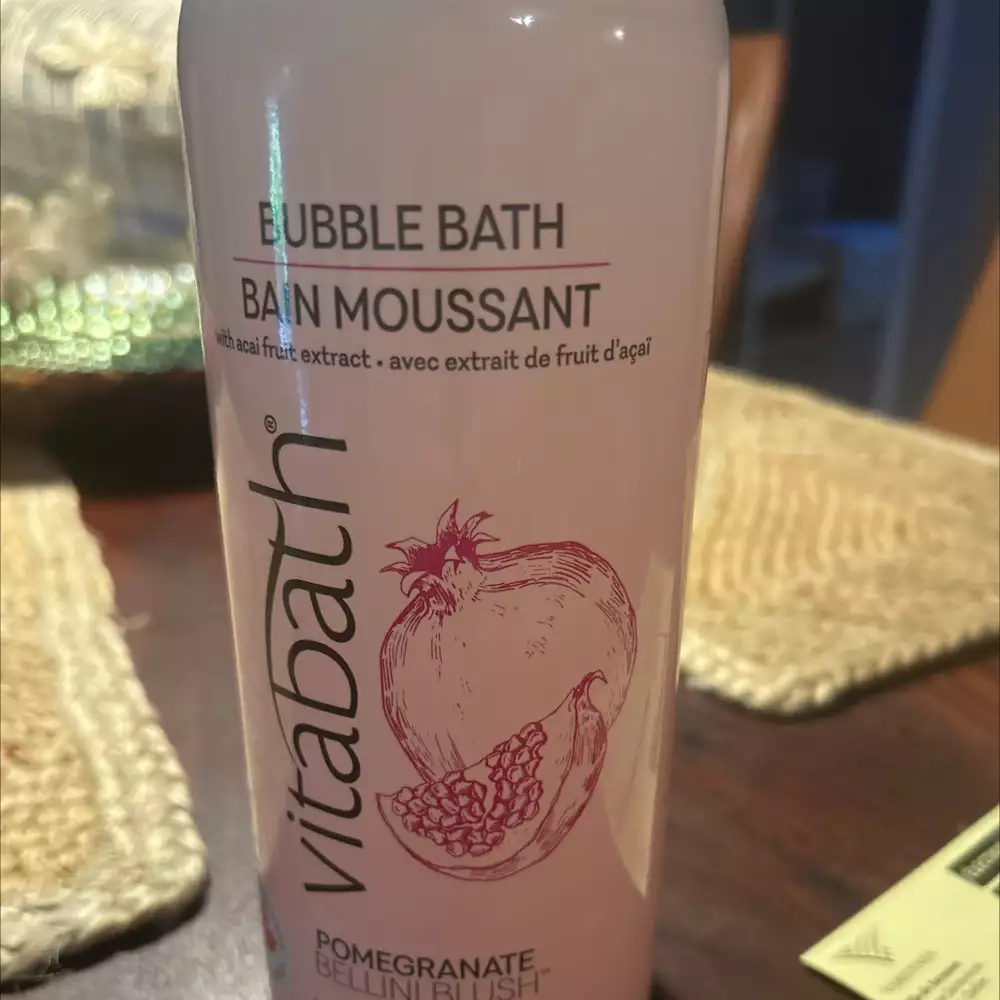 BUBBLE BATH
BAIN MOUSSANT
with acai fruit extract • avec extrait de fruit d'açaï
vitabath®
POMEGRANATE
BELLINI BLUSH™